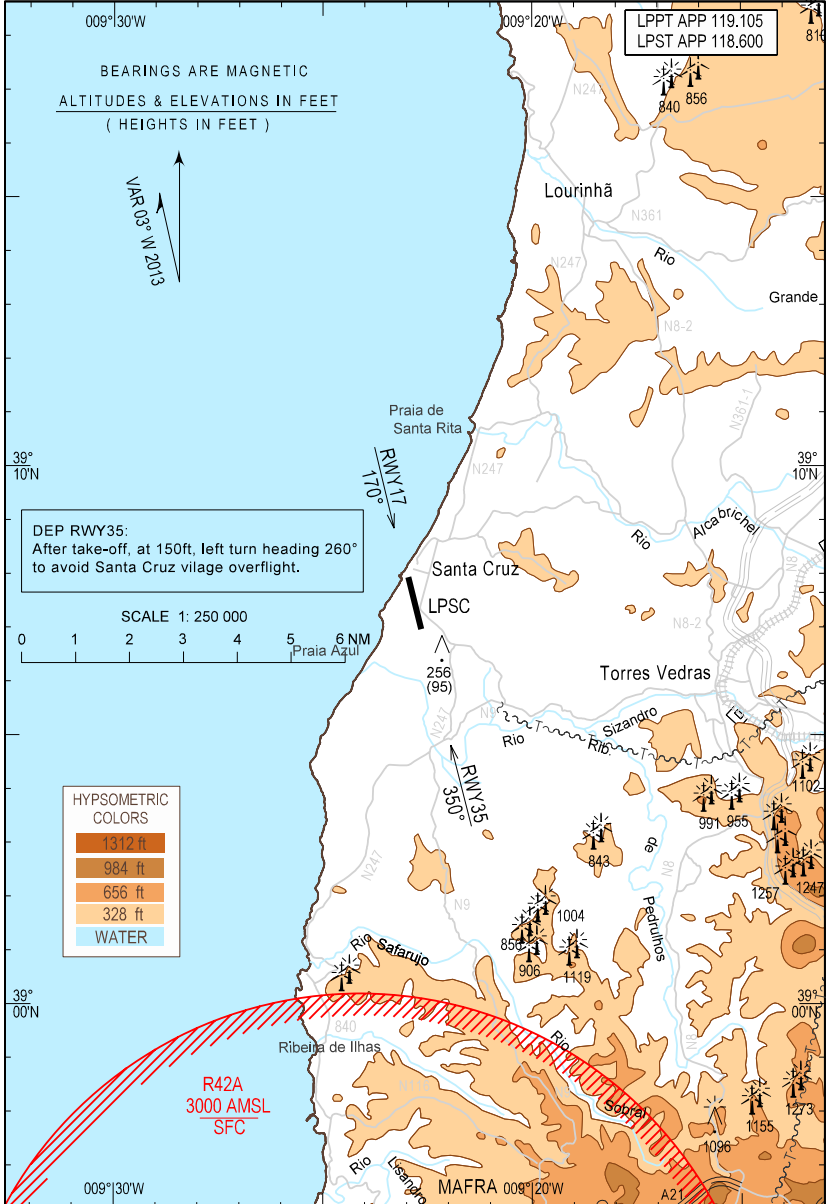 009°30'W
009°20'W
LPPT APP 119.105
LPST APP 118.600
816
BEARINGS ARE MAGNETIC
ALTITUDES & ELEVATIONS IN FEET
( HEIGHTS IN FEET )
VAR 03° W 2013
N247
840
856
Lourinhã
N361
Rio
Grande
N247
N8-2
Praia de
Santa Rita
N361-1
N247
RWY17
170°
39°
10'N
39°
10'N
Rio
Alcabrichel
N8
DEP RWY35:
After take-off, at 150ft, left turn heading 260°
to avoid Santa Cruz vilage overflight.
Santa Cruz
LPSC
N8-2
SCALE 1: 250 000
0 1 2 3 4 5 6 NM
Praia Azul
256
(95)
Torres Vedras
N247
N9
Rio
Sizandro
Rib.
de
Pedrulhos
RWY35
350°
1102
991
955
843
1257
1247
HYPSOMETRIC
COLORS
1312 ft
984 ft
656 ft
328 ft
WATER
N247
N9
N8
1004
856
906
1119
Rio
Safarujo
39°
00'N
39°
00'N
840
Ribeira de Ilhas
Rio
Sobral
N8
N116
R42A
3000 AMSL
SFC
1273
1155
1096
Rio
Lisandro
MAFRA
A21
009°30'W
009°20'W